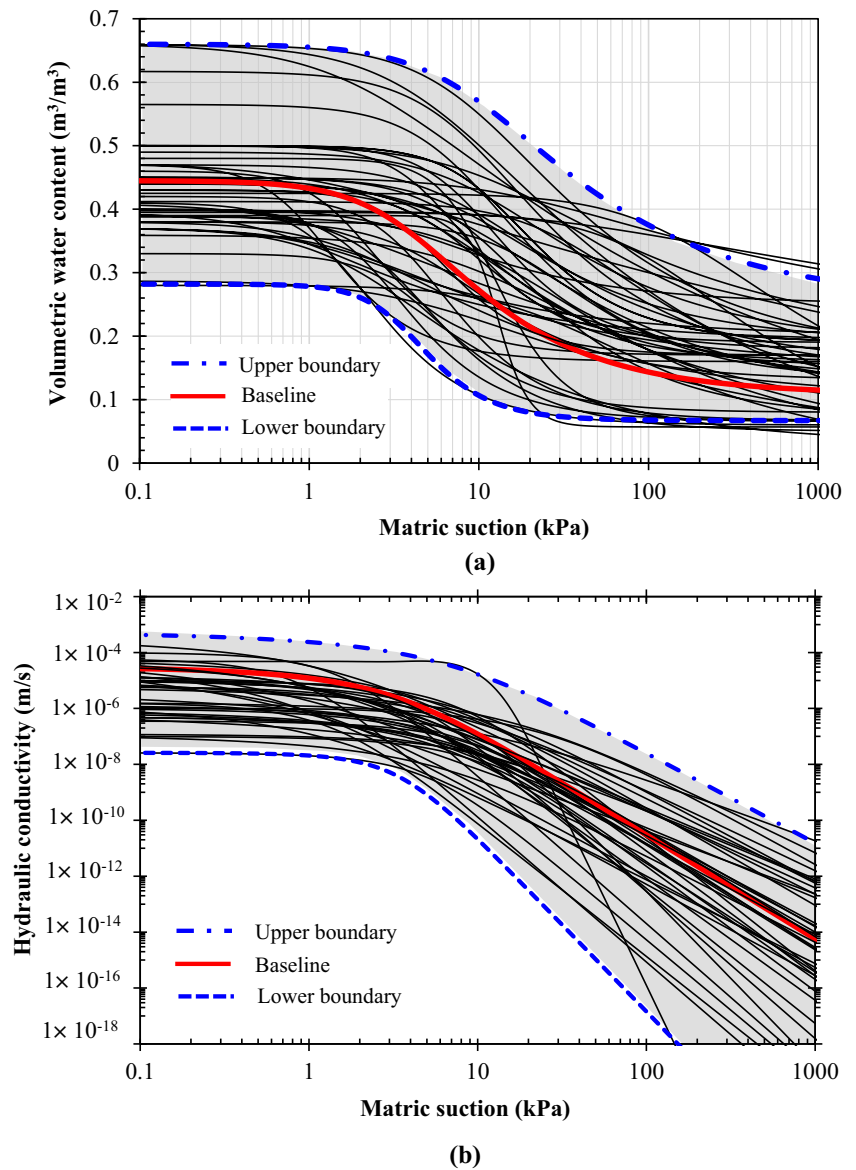 Volumetric water content (m³/m³)
0.7
0.6
0.5
0.4
0.3
0.2
0.1
0
Upper boundary
Baseline
Lower boundary
0.1 1 10 100 1000
Matric suction (kPa)
(a)
Hydraulic conductivity (m/s)
1× 10⁻²
1× 10⁻⁴
1× 10⁻⁶
1× 10⁻⁸
1× 10⁻¹⁰
1× 10⁻¹²
1× 10⁻¹⁴
1× 10⁻¹⁶
1× 10⁻¹⁸
Upper boundary
Baseline
Lower boundary
0.1 1 10 100 1000
Matric suction (kPa)
(b)